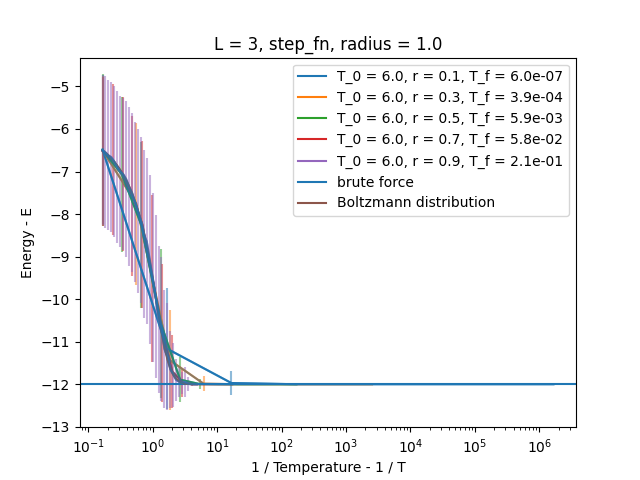 L = 3, step_fn, radius = 1.0
T_0 = 6.0, r = 0.1, T_f = 6.0e-07
T_0 = 6.0, r = 0.3, T_f = 3.9e-04
T_0 = 6.0, r = 0.5, T_f = 5.9e-03
T_0 = 6.0, r = 0.7, T_f = 5.8e-02
T_0 = 6.0, r = 0.9, T_f = 2.1e-01
brute force
Boltzmann distribution
Energy - E
−5
−6
−7
−8
−9
−10
−11
−12
−13
10⁻¹ 10⁰ 10¹ 10² 10³ 10⁴ 10⁵ 10⁶
1 / Temperature - 1 / T